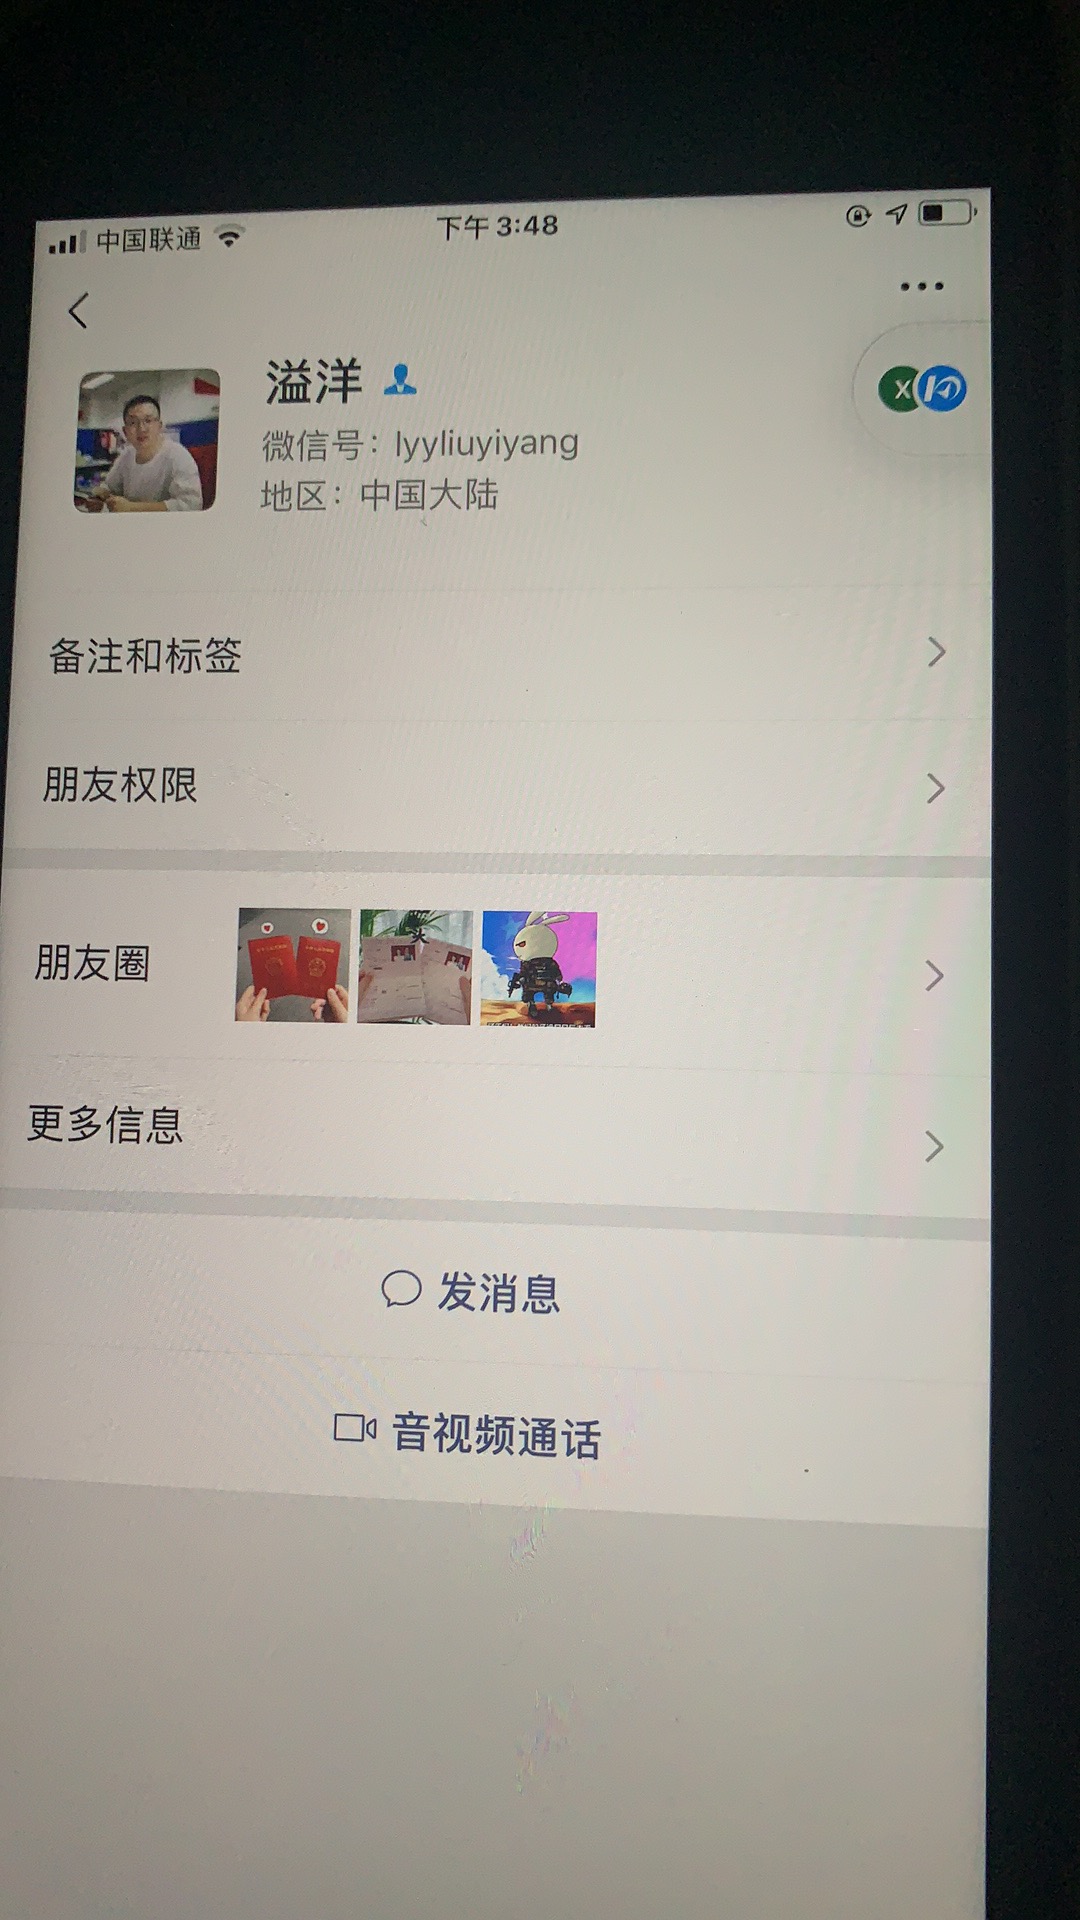 中国联通
下午3:48
溢洋
微信号：lyyliuyiyang
地区：中国大陆
X
备注和标签
朋友权限
朋友圈
更多信息
发消息
音视频通话